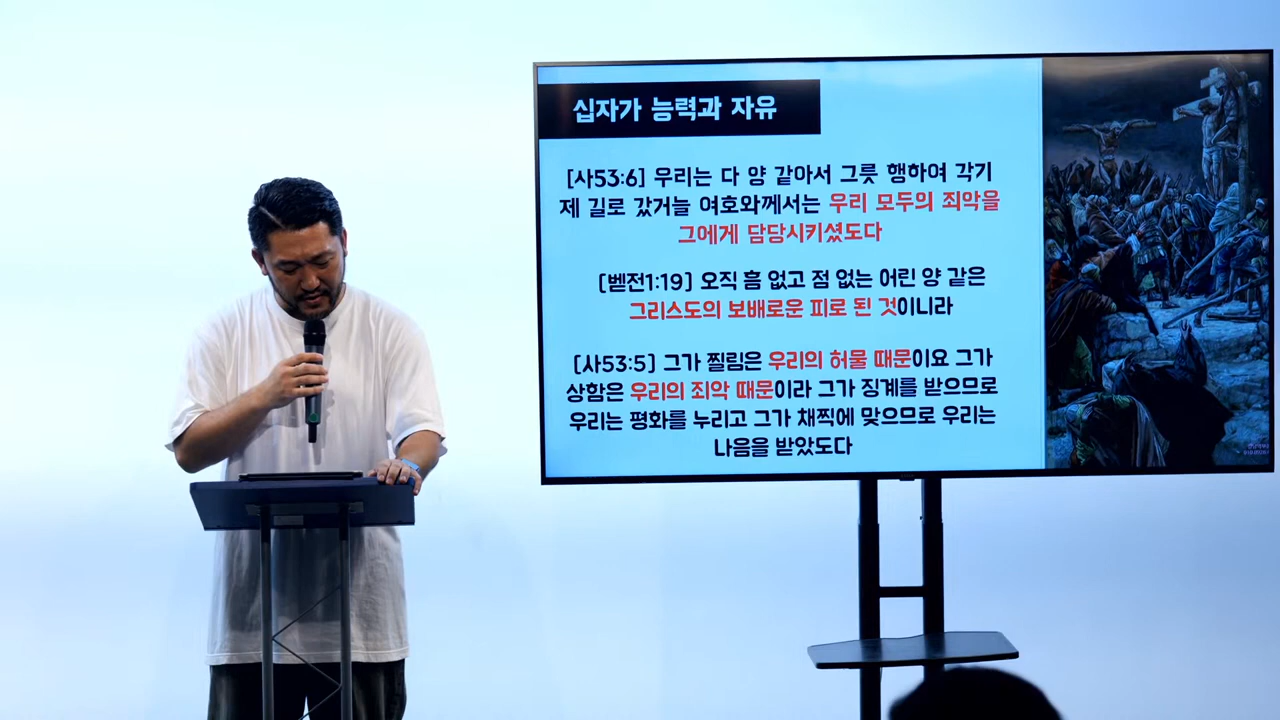 십자가 능력과 자유
[사53:6] 우리는 다 양 같아서 그릇 행하여 각기
제 길로 갔거늘 여호와께서는 우리 모두의 죄악을
그에게 담당시키셨도다
[벧전1:19] 오직 흠 없고 점 없는 어린 양 같은
그리스도의 보배로운 피로 된 것이니라
[사53:5] 그가 찔림은 우리의 허물 때문이요 그가
상함은 우리의 죄악 때문이라 그가 징계를 받으므로
우리는 평화를 누리고 그가 채찍에 맞으므로 우리는
나음을 받았도다